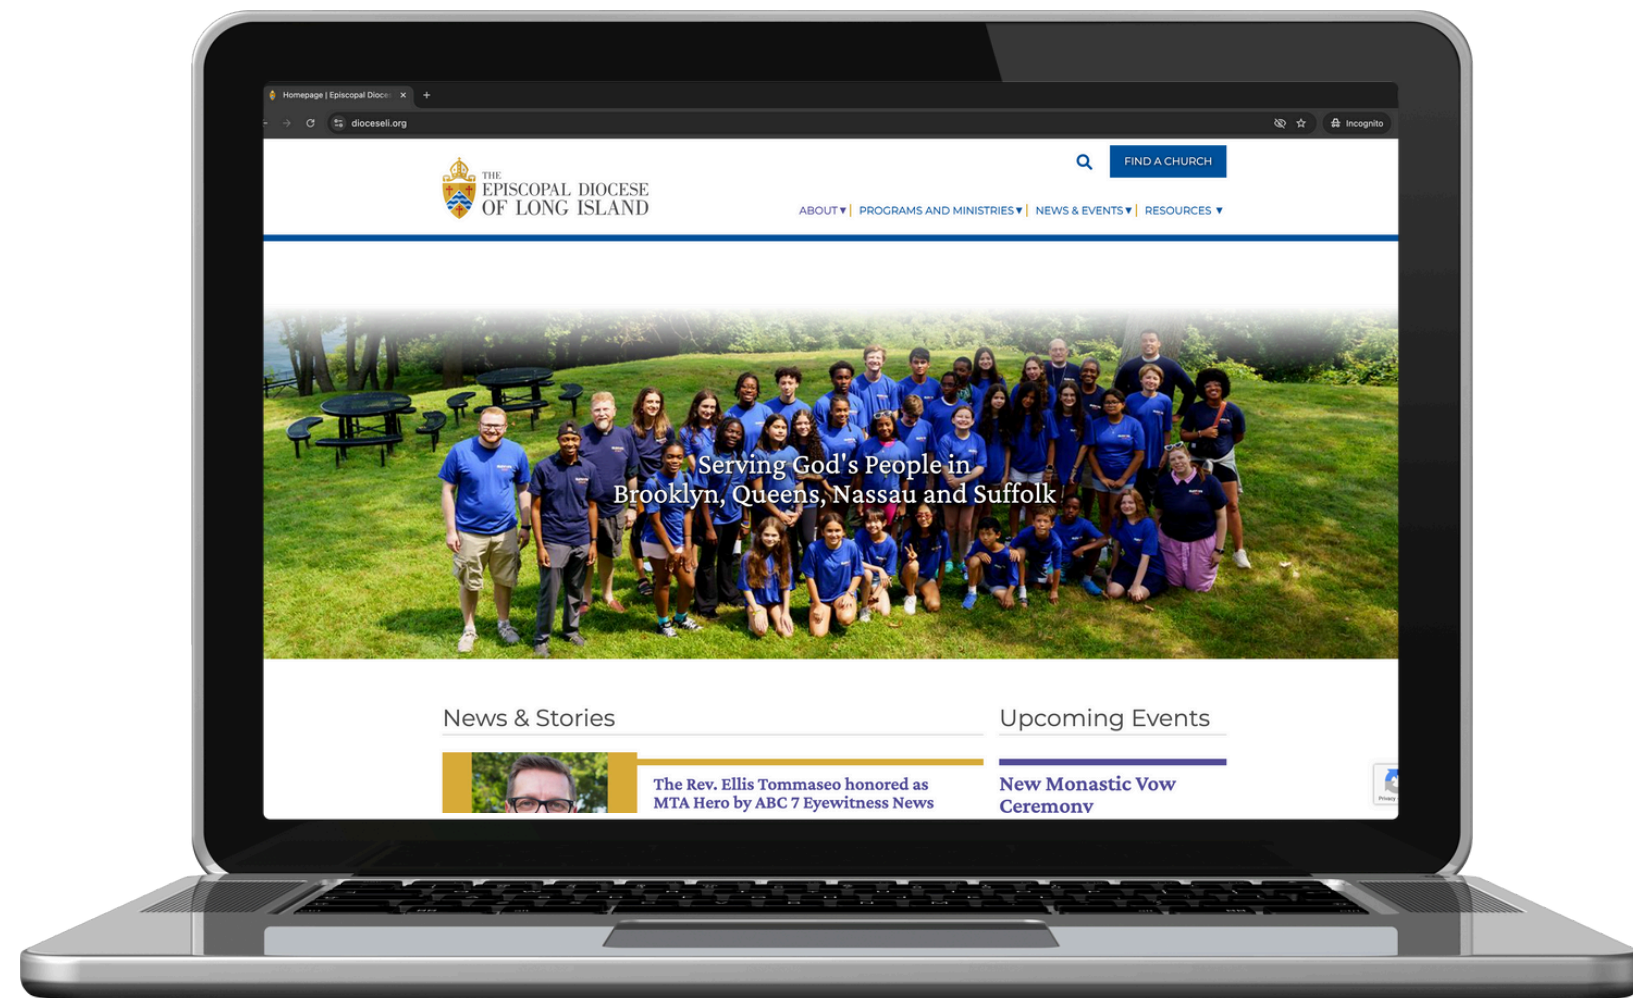 Homepage | Episcopal Dioce
dioceseli.org
Incognito
FIND A CHURCH
THE
EPISCOPAL DIOCESE
OF LONG ISLAND
ABOUT▼ | PROGRAMS AND MINISTRIES▼ | NEWS & EVENTS▼ | RESOURCES ▼
Serving God's People in
Brooklyn, Queens, Nassau and Suffolk
News & Stories
The Rev. Ellis Tommaseo honored as
MTA Hero by ABC 7 Eyewitness News
Upcoming Events
New Monastic Vow
Ceremony
Privacy